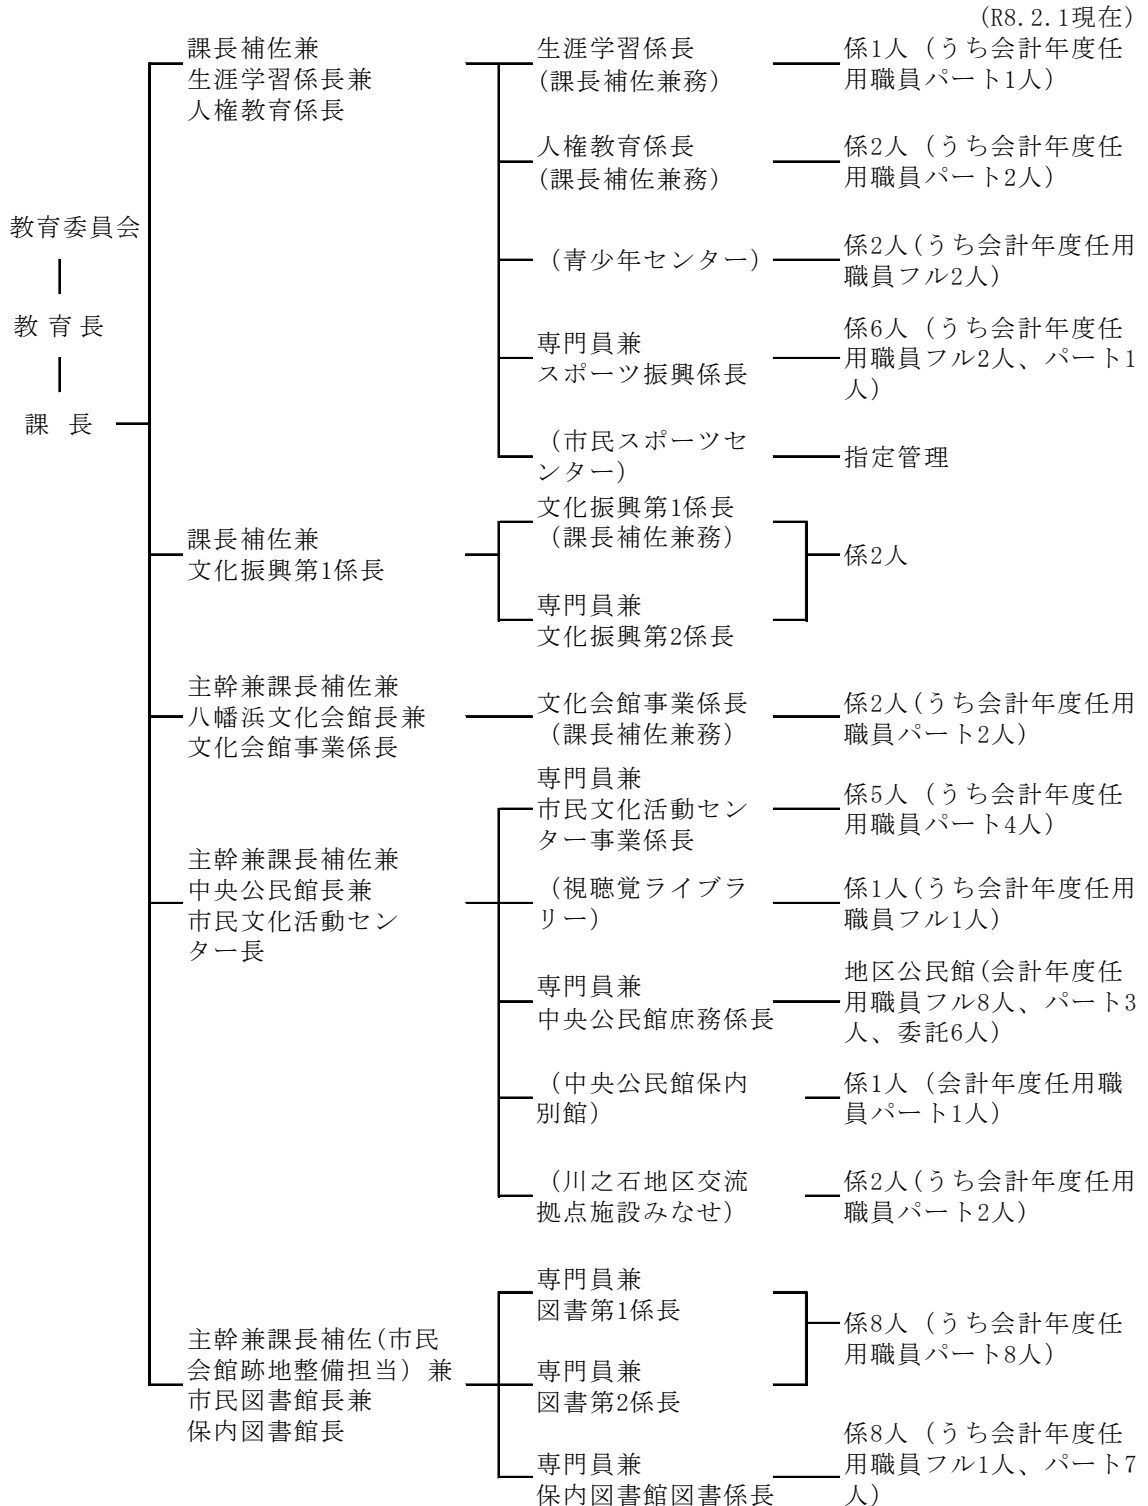 (R8.2.1現在)
教育委員会
教育長
課長
課長補佐兼
生涯学習係長兼
人権教育係長
生涯学習係長
(課長補佐兼務)
係1人（うち会計年度任
用職員パート1人）
人権教育係長
(課長補佐兼務)
係2人（うち会計年度任
用職員パート2人）
（青少年センター）
係2人(うち会計年度任用
職員フル2人）
専門員兼
スポーツ振興係長
係6人（うち会計年度任
用職員フル2人、パート1
人）
（市民スポーツセ
ンター）
指定管理
課長補佐兼
文化振興第1係長
文化振興第1係長
（課長補佐兼務）
専門員兼
文化振興第2係長
係2人
主幹兼課長補佐兼
八幡浜文化会館長兼
文化会館事業係長
文化会館事業係長
（課長補佐兼務）
係2人(うち会計年度任用
職員パート2人）
主幹兼課長補佐兼
中央公民館長兼
市民文化活動セン
ター長
専門員兼
市民文化活動セン
ター事業係長
係5人（うち会計年度任
用職員パート4人）
（視聴覚ライブラ
リー）
係1人(うち会計年度任用
職員フル1人）
専門員兼
中央公民館庶務係長
地区公民館(会計年度任
用職員フル8人、パート3
人、委託6人）
（中央公民館保内
別館）
係1人（会計年度任用職
員パート1人）
（川之石地区交流
拠点施設みなせ）
係2人(うち会計年度任用
職員パート2人）
主幹兼課長補佐(市民
会館跡地整備担当）兼
市民図書館長兼
保内図書館長
専門員兼
図書第1係長
専門員兼
図書第2係長
係8人（うち会計年度任
用職員パート8人）
専門員兼
保内図書館図書係長
係8人（うち会計年度任
用職員フル1人、パート7
人）